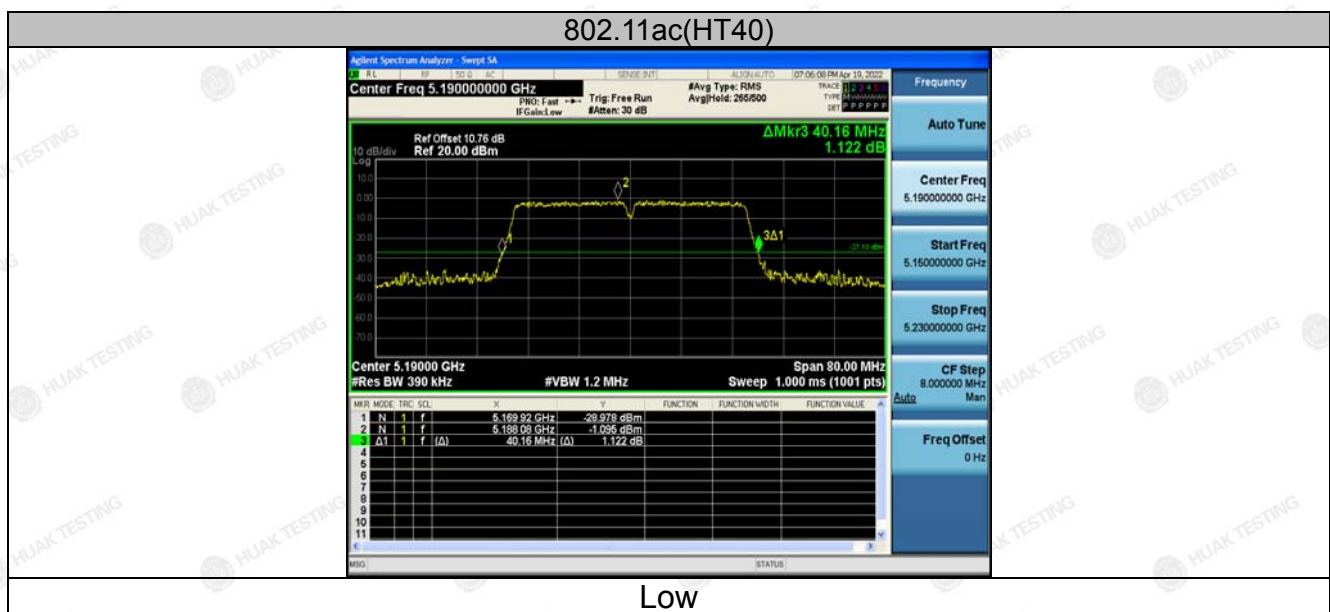 802.11ac(HT40)
Agilent Spectrum Analyzer - Swept SA
RL RF 50 Ω AC SENSE:INT ALIGNAUTO 07:06:08 PM Apr 19, 2022
Center Freq 5.190000000 GHz
PNO: Fast
IFGain:Low
Trig: Free Run
#Atten: 30 dB
#Avg Type: RMS
Avg|Hold: 265/500
TRACE 1 2 3 4 5 6
TYPE
DET P P P P P P
ΔMkr3 40.16 MHz
1.122 dB
Ref Offset 10.76 dB
10 dB/div Ref 20.00 dBm
Log
10.0
0.00
-10.0
-20.0
-30.0
-40.0
-50.0
-60.0
-70.0
2
1
3Δ1
-27.10 dBm
Center 5.19000 GHz Span 80.00 MHz
#Res BW 390 kHz #VBW 1.2 MHz Sweep 1.000 ms (1001 pts)
MKR MODE TRC SCL X Y FUNCTION FUNCTION WIDTH FUNCTION VALUE
1 N 1 f 5.169 92 GHz -28.978 dBm
2 N 1 f 5.188 08 GHz -1.095 dBm
3 Δ1 1 f (Δ) 40.16 MHz (Δ) 1.122 dB
4
5
6
7
8
9
10
11
MSG STATUS
Frequency
Auto Tune
Center Freq
5.190000000 GHz
Start Freq
5.150000000 GHz
Stop Freq
5.230000000 GHz
CF Step
8.000000 MHz
Auto Man
Freq Offset
0 Hz
Low
HUAK TESTING